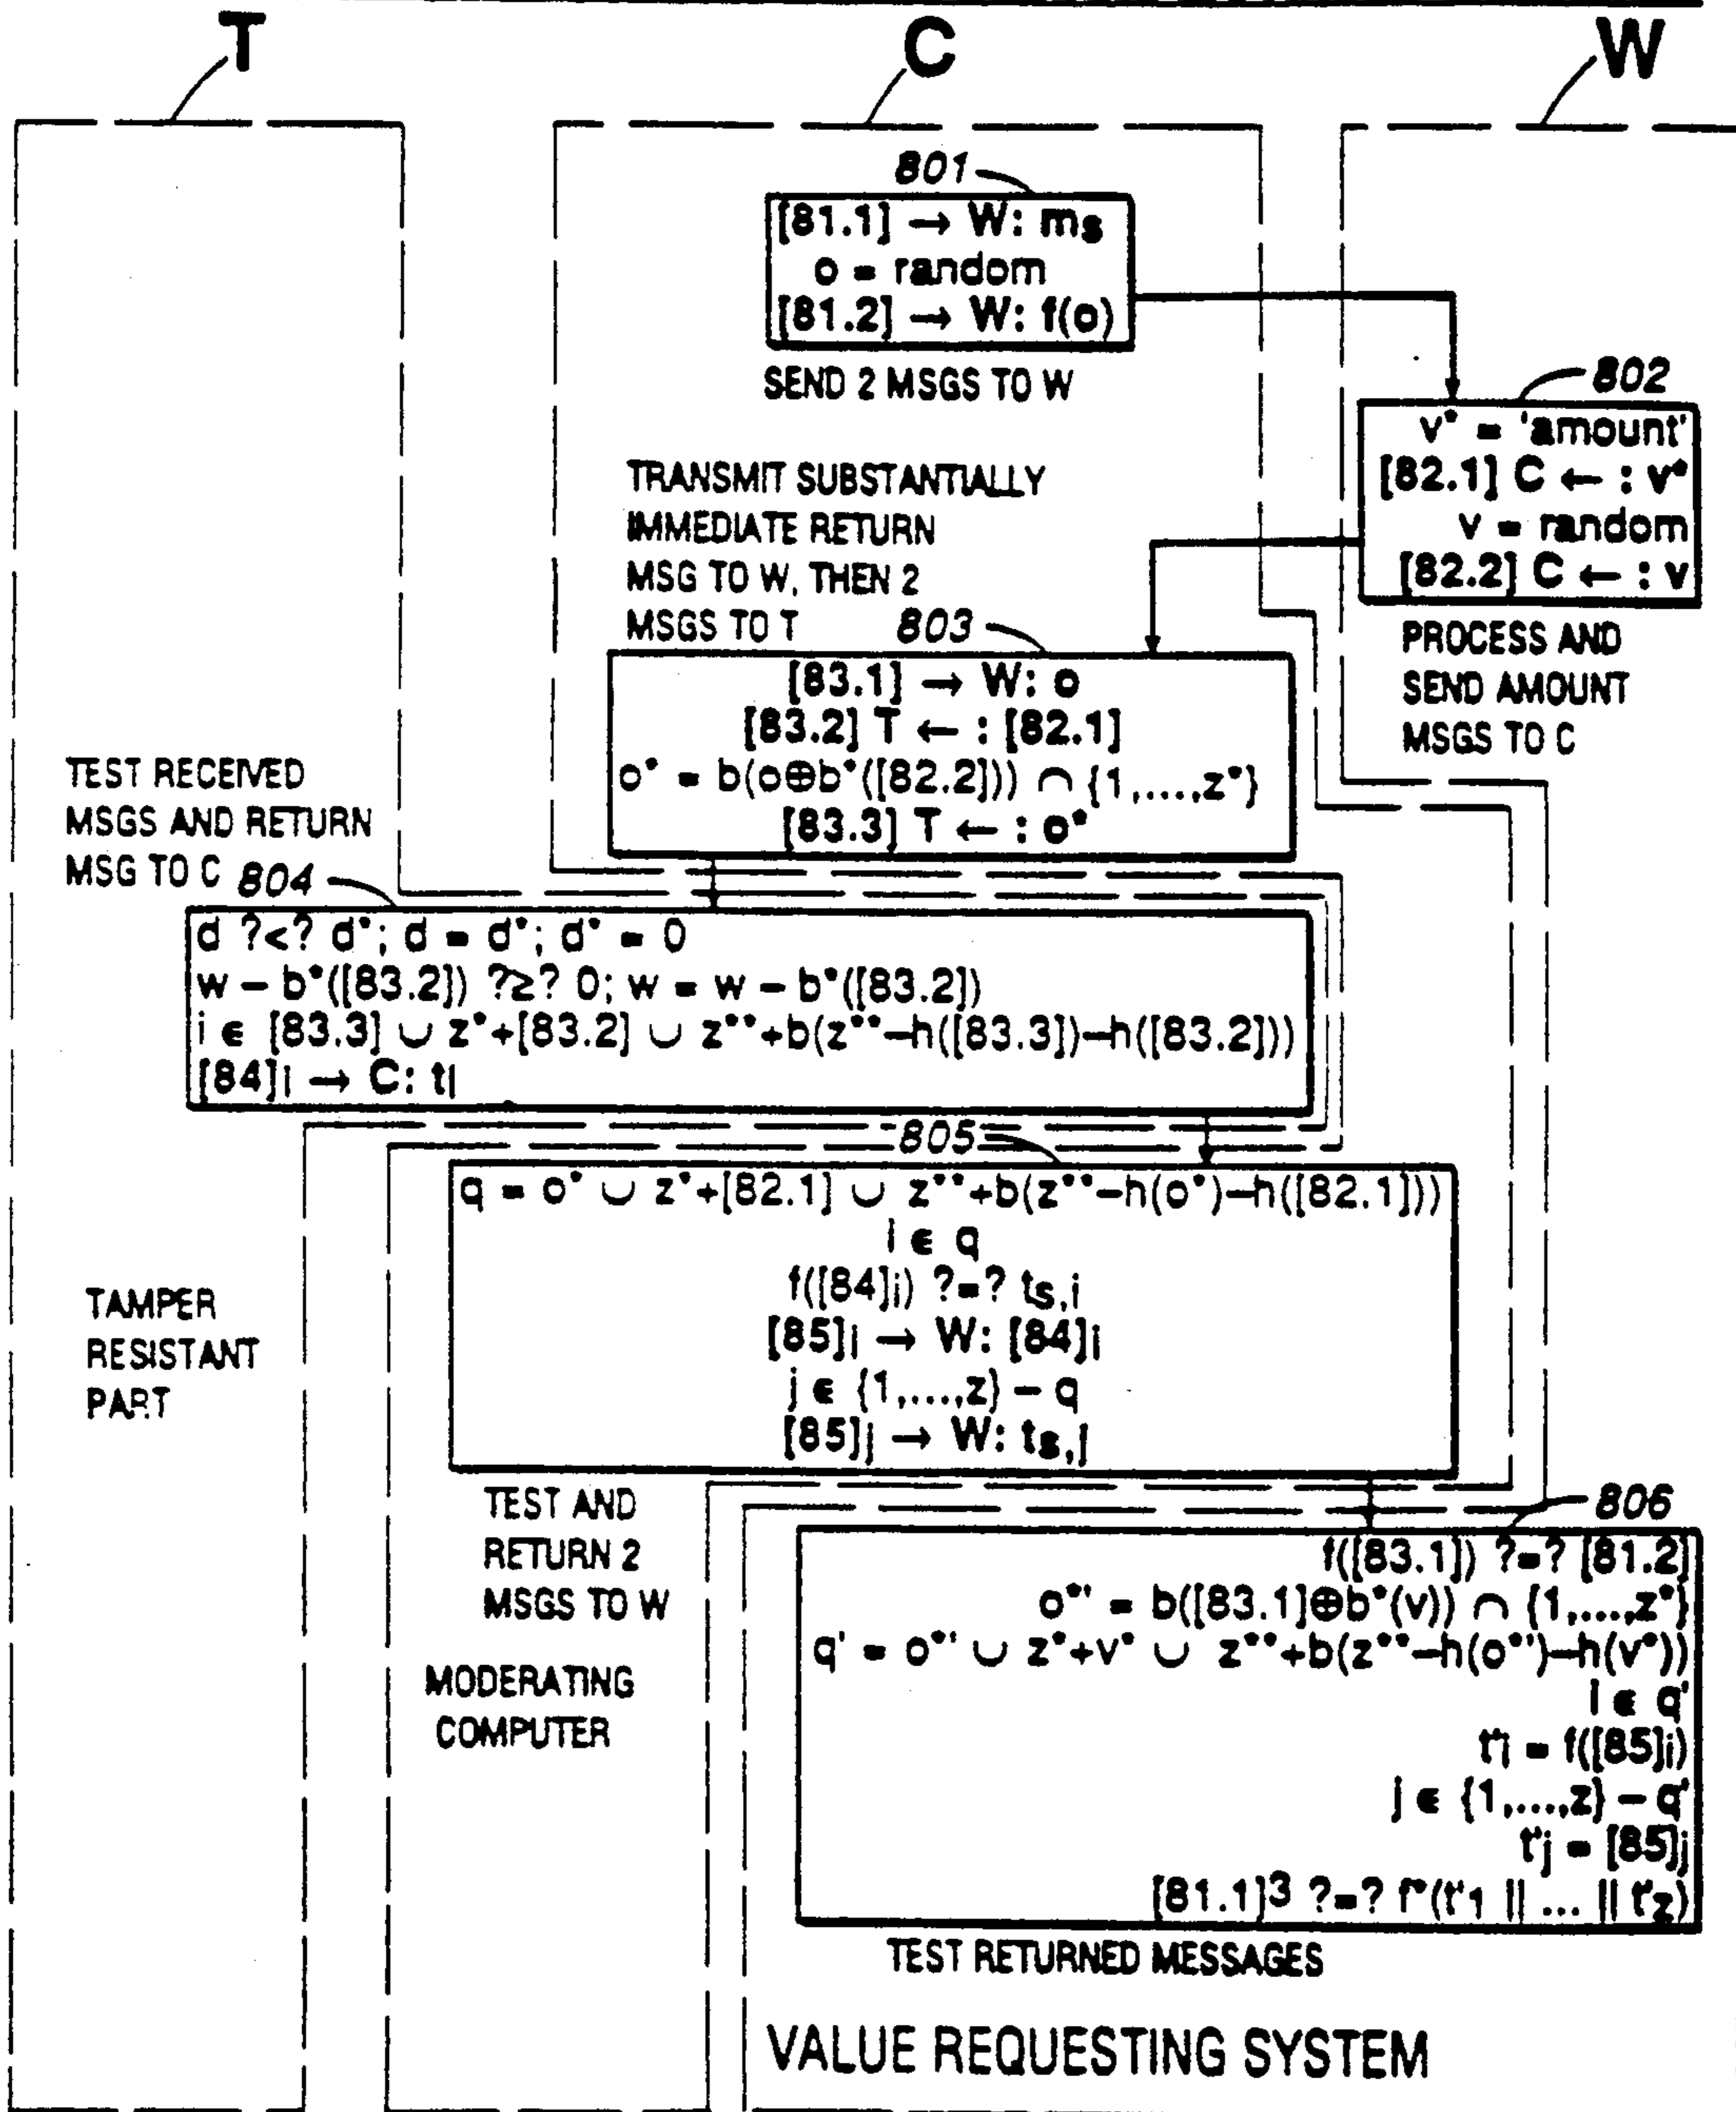 T
C
W
801
[81.1] → W: ms
o = random
[81.2] → W: f(o)
SEND 2 MSGS TO W
802
v* = 'amount'
[82.1] C ← : v*
v = random
[82.2] C ← : v
PROCESS AND
SEND AMOUNT
MSGS TO C
TRANSMIT SUBSTANTIALLY
IMMEDIATE RETURN
MSG TO W, THEN 2
MSGS TO T
803
[83.1] → W: o
[83.2] T ← : [82.1]
o* = b(o⊕b*([82.2])) ∩ {1,....,z*}
[83.3] T ← : o*
TEST RECEIVED
MSGS AND RETURN
MSG TO C
804
d ?<? d*; d = d*; d* = 0
w – b*([83.2]) ?≥? 0; w = w – b*([83.2])
i ∈ [83.3] ∪ z*+[83.2] ∪ z**+b(z**–h([83.3])–h([83.2]))
[84]i → C: ti
805
q = o* ∪ z*+[82.1] ∪ z**+b(z**–h(o*)–h([82.1]))
i ∈ q
f([84]i) ?=? ts,i
[85]i → W: [84]i
j ∈ {1,....,z} – q
[85]j → W: ts,j
TEST AND
RETURN 2
MSGS TO W
TAMPER
RESISTANT
PART
MODERATING
COMPUTER
806
f([83.1]) ?=? [81.2]
o*' = b([83.1]⊕b*(v)) ∩ {1,....,z*}
q' = o*' ∪ z*+v* ∪ z**+b(z**–h(o*')–h(v*))
i ∈ q'
t'i = f([85]i)
j ∈ {1,....,z} – q'
t'j = [85]j
[81.1]3 ?=? f*(t'1 || ... || t'z)
TEST RETURNED MESSAGES
VALUE REQUESTING SYSTEM